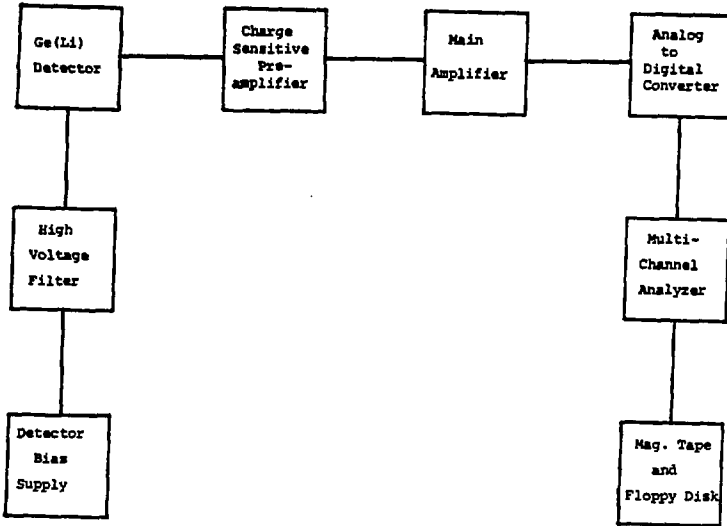 Ge(Li)
Detector
Charge
Sensitive
Pre-
amplifier
Main
Amplifier
Analog
to
Digital
Converter
High
Voltage
Filter
Multi-
Channel
Analyzer
Detector
Bias
Supply
Mag. Tape
and
Floppy Disk